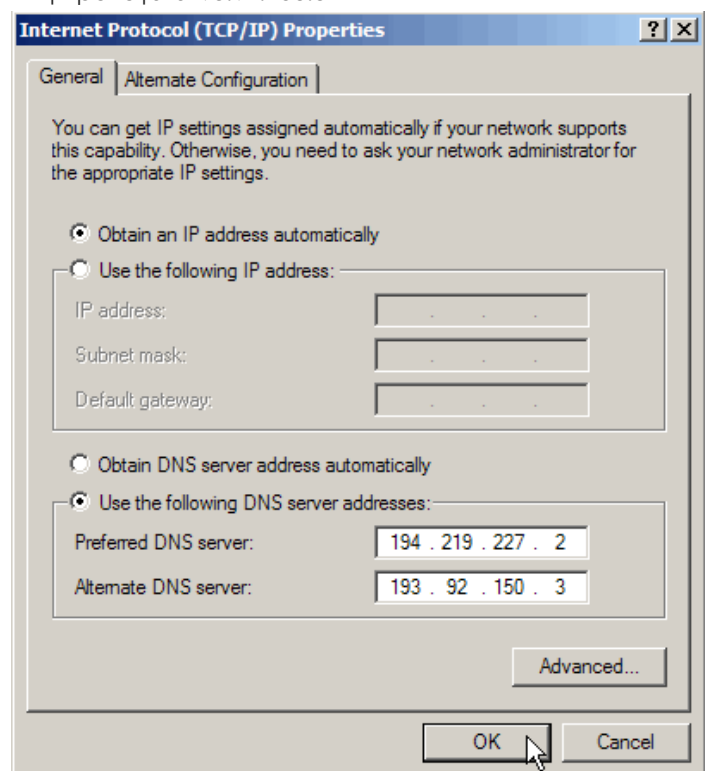 Internet Protocol (TCP/IP) Properties
General
Alternate Configuration
You can get IP settings assigned automatically if your network supports
this capability. Otherwise, you need to ask your network administrator for
the appropriate IP settings.
Obtain an IP address automatically
Use the following IP address:
IP address:
Subnet mask:
Default gateway:
Obtain DNS server address automatically
Use the following DNS server addresses:
Preferred DNS server: 194 . 219 . 227 . 2
Alternate DNS server: 193 . 92 . 150 . 3
Advanced...
OK
Cancel